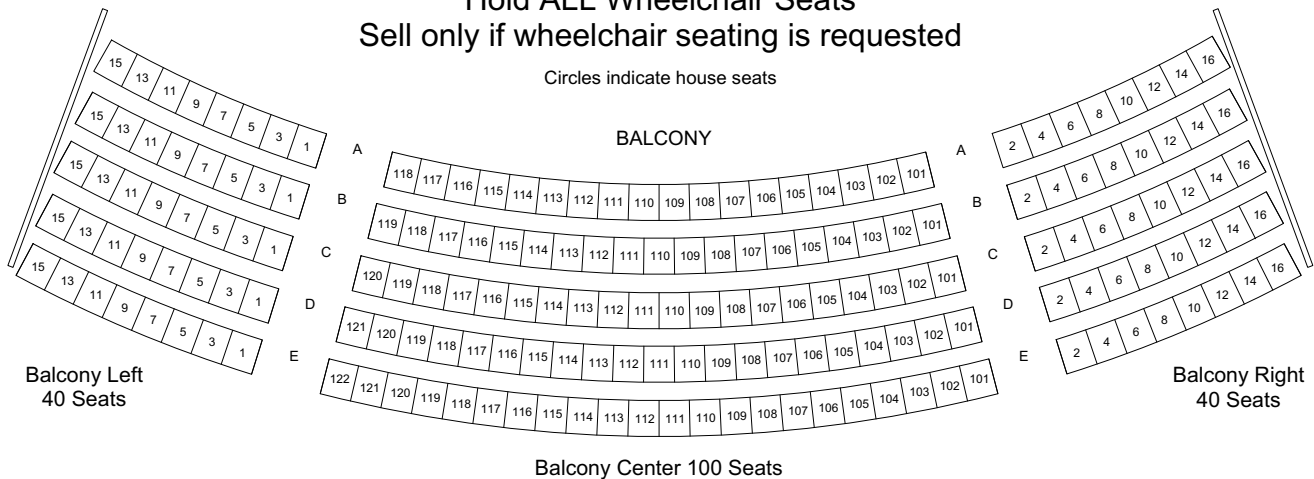 Hold ALL Wheelchair Seats
Sell only if wheelchair seating is requested
Circles indicate house seats
BALCONY
15 13 11 9 7 5 3 1 A 118 117 116 115 114 113 112 111 110 109 108 107 106 105 104 103 102 101 A 2 4 6 8 10 12 14 16
15 13 11 9 7 5 3 1 B 119 118 117 116 115 114 113 112 111 110 109 108 107 106 105 104 103 102 101 B 2 4 6 8 10 12 14 16
15 13 11 9 7 5 3 1 C 120 119 118 117 116 115 114 113 112 111 110 109 108 107 106 105 104 103 102 101 C 2 4 6 8 10 12 14 16
15 13 11 9 7 5 3 1 D 121 120 119 118 117 116 115 114 113 112 111 110 109 108 107 106 105 104 103 102 101 D 2 4 6 8 10 12 14 16
15 13 11 9 7 5 3 1 E 122 121 120 119 118 117 116 115 114 113 112 111 110 109 108 107 106 105 104 103 102 101 E 2 4 6 8 10 12 14 16
Balcony Left
40 Seats
Balcony Right
40 Seats
Balcony Center 100 Seats